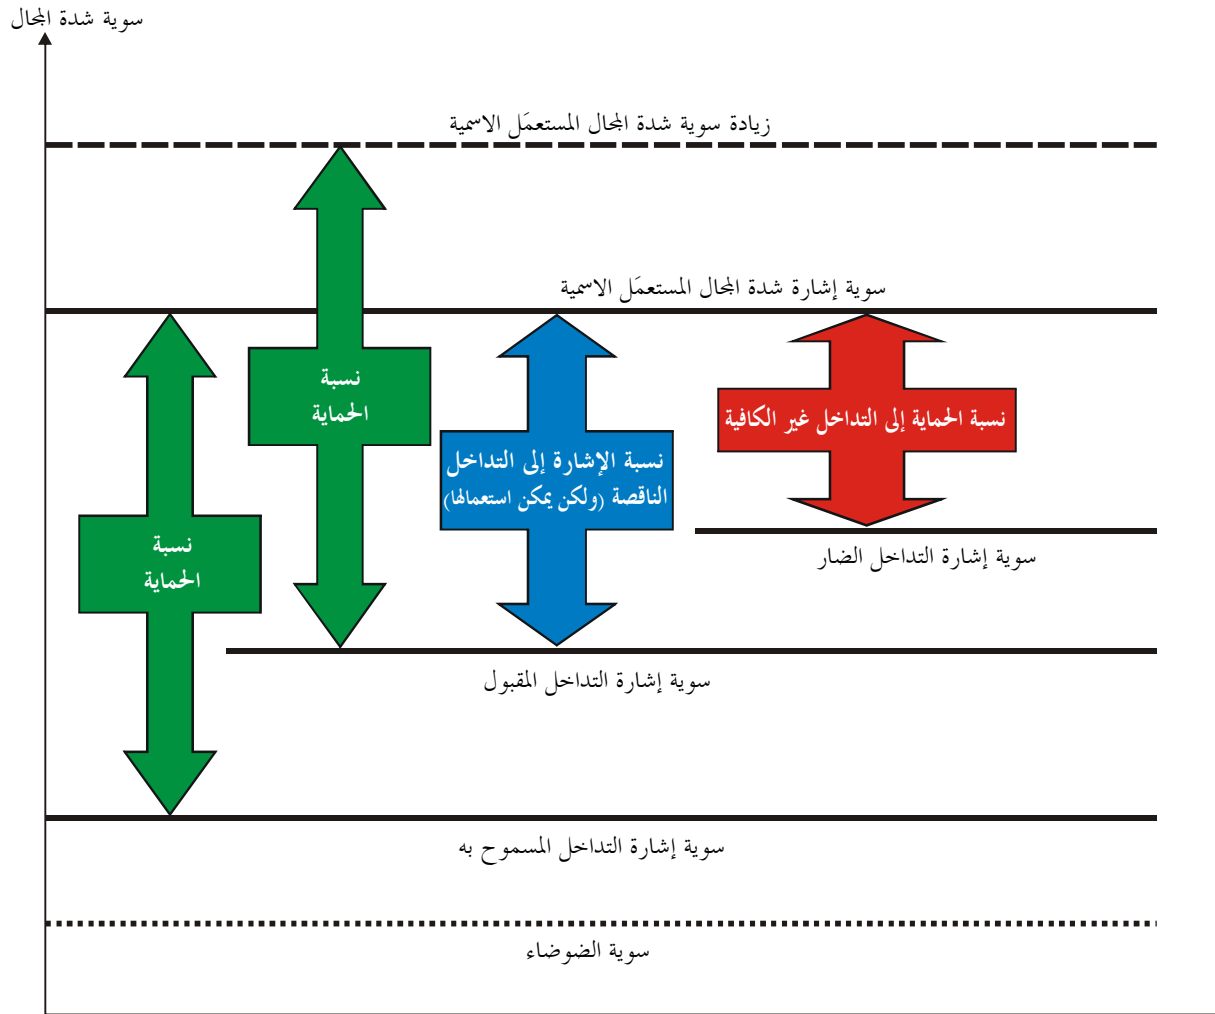 سوية شدة المجال
زيادة سوية شدة المجال المستعمَل الاسمية
سوية إشارة شدة المجال المستعمَل الاسمية
نسبة
الحماية
نسبة الحماية إلى التداخل غير الكافية
نسبة الإشارة إلى التداخل
الناقصة (ولكن يمكن استعمالها)
نسبة
الحماية
سوية إشارة التداخل الضار
سوية إشارة التداخل المقبول
سوية إشارة التداخل المسموح به
سوية الضوضاء